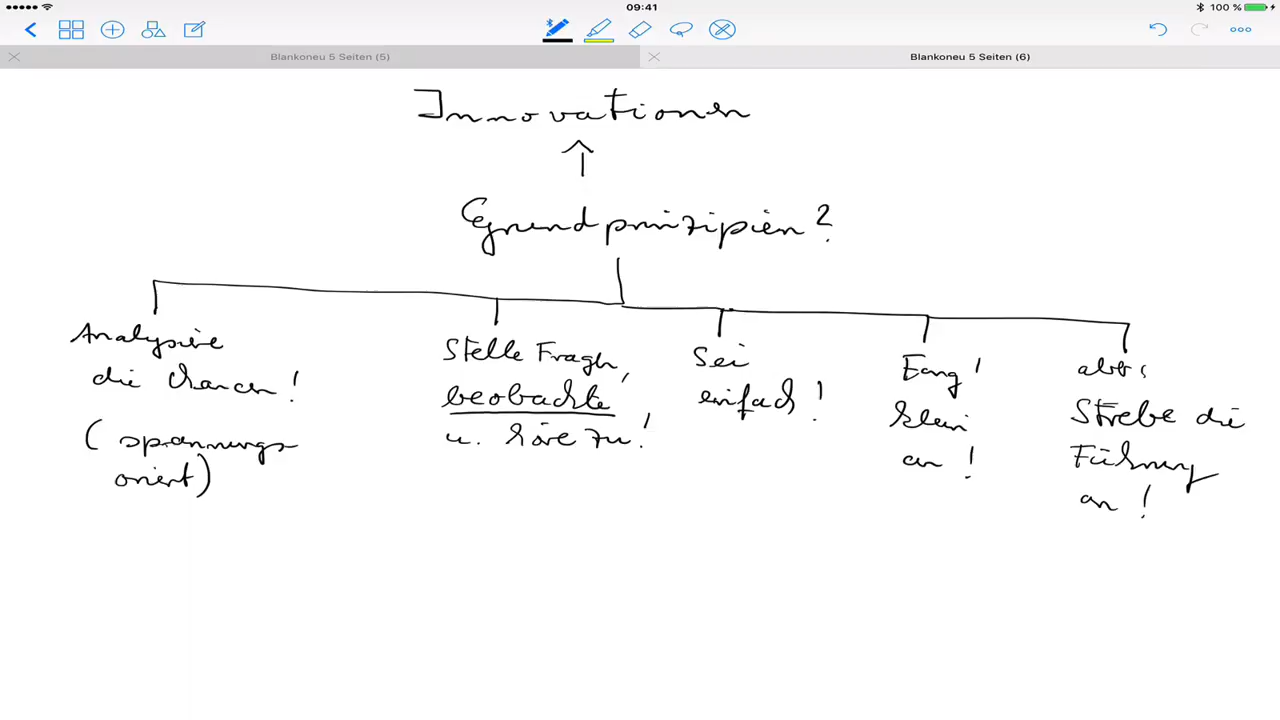 09:41
100 %
Blankoneu 5 Seiten (5)
Blankoneu 5 Seiten (6)
Innovationen
Grundprinzipien?
Analysiere
die Chancen!
(spannungs
orient)
Stelle Fragen,
beobachte
u. höre zu!
Sei
einfach!
Fang'
klein
an!
aber:
Strebe die
Führung
an!